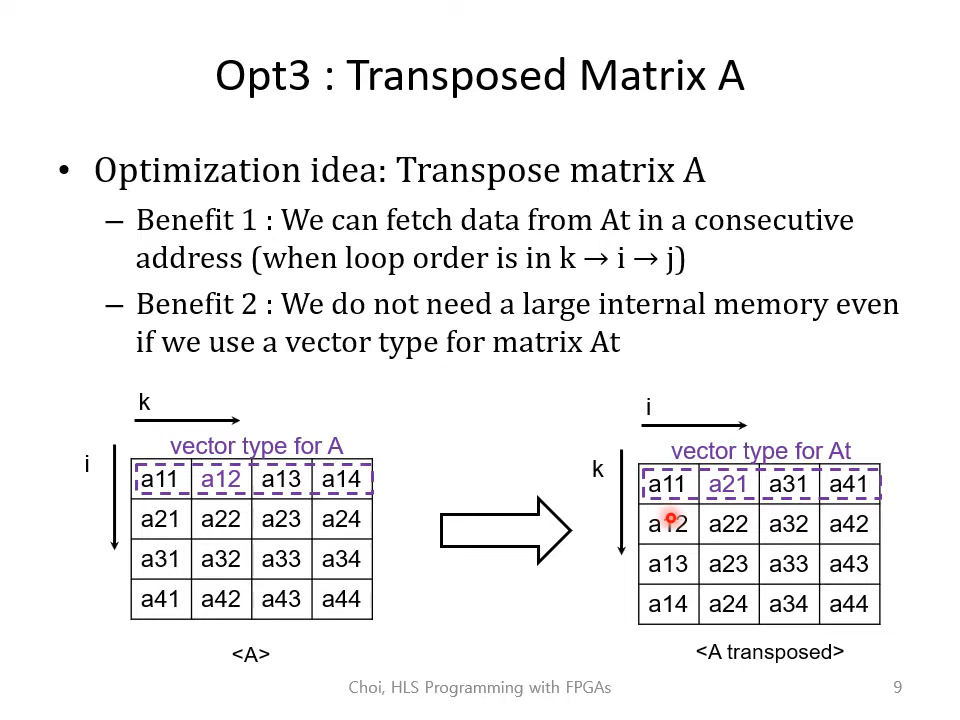 Opt3 : Transposed Matrix A
• Optimization idea: Transpose matrix A
– Benefit 1 : We can fetch data from At in a consecutive
address (when loop order is in k → i → j)
– Benefit 2 : We do not need a large internal memory even
if we use a vector type for matrix At
k
vector type for A
i
a11 a12 a13 a14
a21 a22 a23 a24
a31 a32 a33 a34
a41 a42 a43 a44
<A>
i
vector type for At
k
a11 a21 a31 a41
a12 a22 a32 a42
a13 a23 a33 a43
a14 a24 a34 a44
<A transposed>
Choi, HLS Programming with FPGAs
9